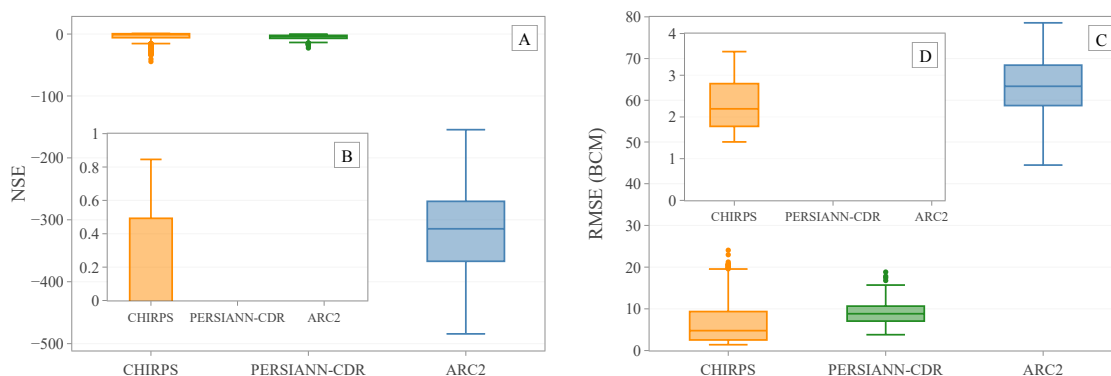 A
NSE
0
−100
−200
−300
−400
−500
CHIRPS PERSIANN-CDR ARC2
B
1
0.8
0.6
0.4
0.2
0
CHIRPS PERSIANN-CDR ARC2
C
RMSE (BCM)
80
70
60
50
40
30
20
10
0
CHIRPS PERSIANN-CDR ARC2
D
4
3
2
1
0
CHIRPS PERSIANN-CDR ARC2